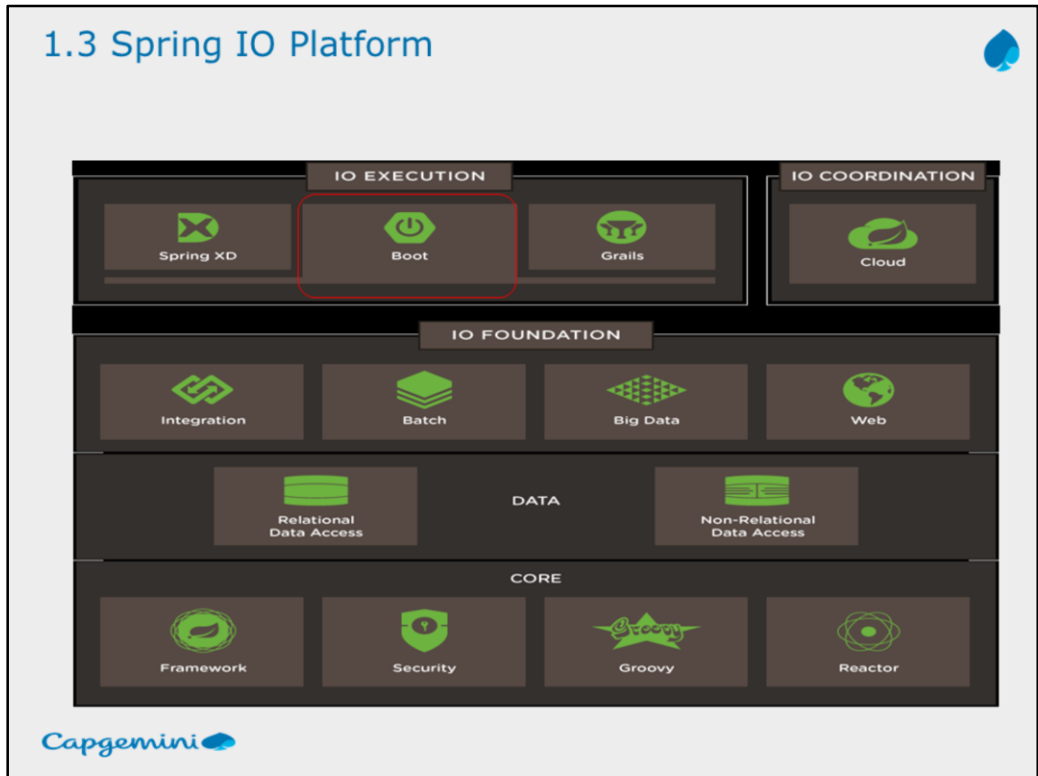 1.3 Spring IO Platform
IO EXECUTION
IO COORDINATION
Spring XD
Boot
Grails
Cloud
IO FOUNDATION
Integration
Batch
Big Data
Web
DATA
Relational
Data Access
Non-Relational
Data Access
CORE
Framework
Security
Groovy
Groovy
Reactor
Capgemini